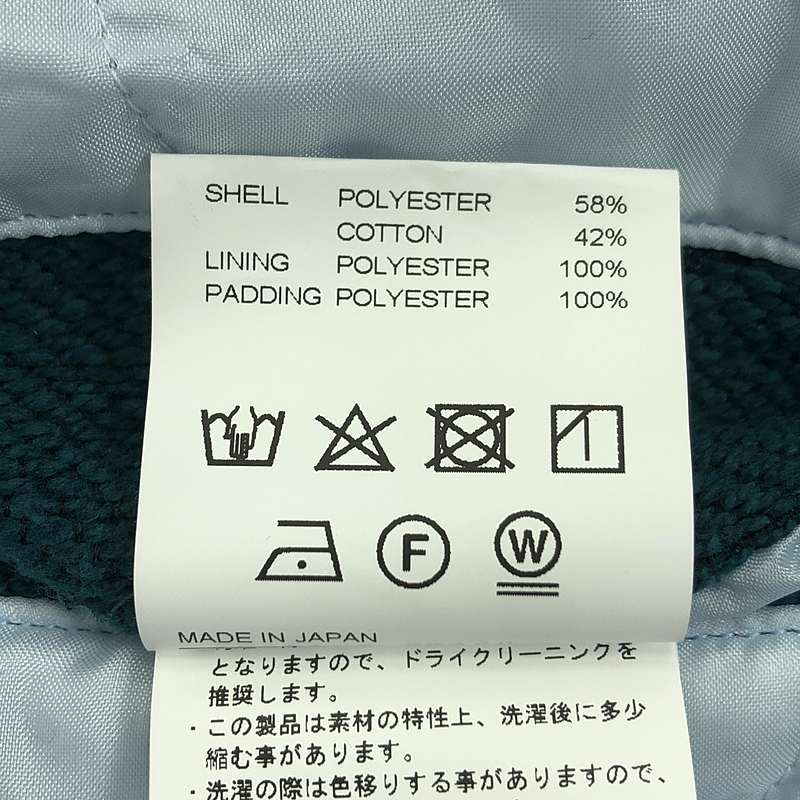 SHELL POLYESTER 58%
COTTON 42%
LINING POLYESTER 100%
PADDING POLYESTER 100%
F
W
MADE IN JAPAN
となりますので、ドライクリーニングを
推奨します。
・この製品は素材の特性上、洗濯後に多少
縮む事があります。
・洗濯の際は色移りする事がありますので、